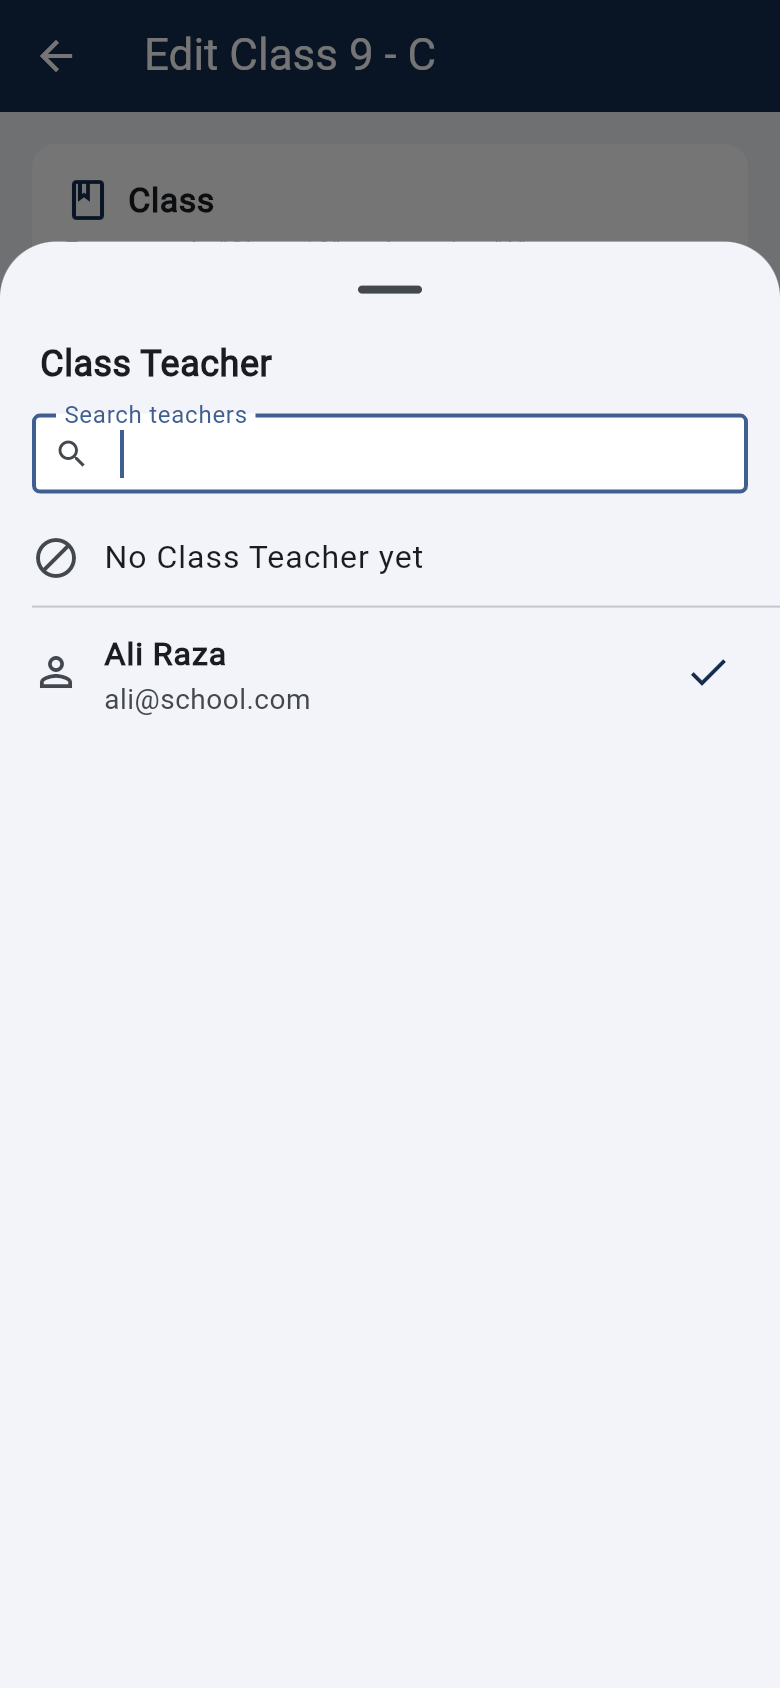 Edit Class 9 - C
Class
Class Teacher
Search teachers
No Class Teacher yet
Ali Raza
ali@school.com